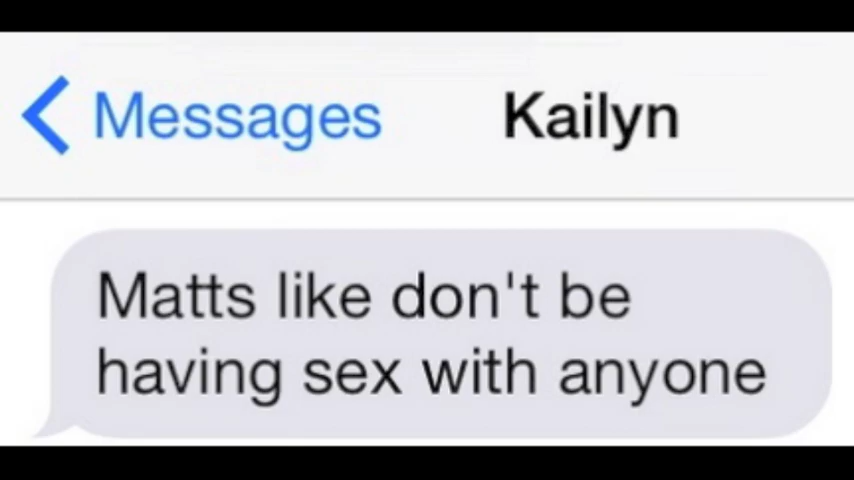 Messages Kailyn
Matts like don't be
having sex with anyone